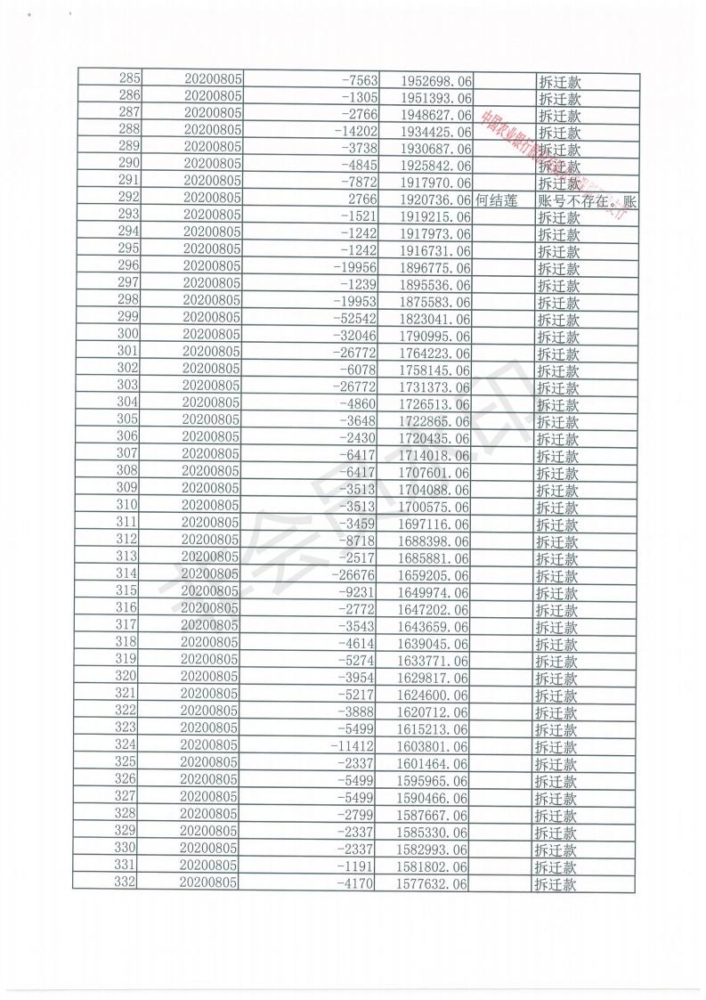 285 20200805 -7563 1952698.06 拆迁款
286 20200805 -1305 1951393.06 拆迁款
287 20200805 -2766 1948627.06 拆迁款
288 20200805 -14202 1934425.06 拆迁款
289 20200805 -3738 1930687.06 拆迁款
290 20200805 -4845 1925842.06 拆迁款
291 20200805 -7872 1917970.06 拆迁款
292 20200805 2766 1920736.06 何结莲 账号不存在。账
293 20200805 -1521 1919215.06 拆迁款
294 20200805 -1242 1917973.06 拆迁款
295 20200805 -1242 1916731.06 拆迁款
296 20200805 -19956 1896775.06 拆迁款
297 20200805 -1239 1895536.06 拆迁款
298 20200805 -19953 1875583.06 拆迁款
299 20200805 -52542 1823041.06 拆迁款
300 20200805 -32046 1790995.06 拆迁款
301 20200805 -26772 1764223.06 拆迁款
302 20200805 -6078 1758145.06 拆迁款
303 20200805 -26772 1731373.06 拆迁款
304 20200805 -4860 1726513.06 拆迁款
305 20200805 -3648 1722865.06 拆迁款
306 20200805 -2430 1720435.06 拆迁款
307 20200805 -6417 1714018.06 拆迁款
308 20200805 -6417 1707601.06 拆迁款
309 20200805 -3513 1704088.06 拆迁款
310 20200805 -3513 1700575.06 拆迁款
311 20200805 -3459 1697116.06 拆迁款
312 20200805 -8718 1688398.06 拆迁款
313 20200805 -2517 1685881.06 拆迁款
314 20200805 -26676 1659205.06 拆迁款
315 20200805 -9231 1649974.06 拆迁款
316 20200805 -2772 1647202.06 拆迁款
317 20200805 -3543 1643659.06 拆迁款
318 20200805 -4614 1639045.06 拆迁款
319 20200805 -5274 1633771.06 拆迁款
320 20200805 -3954 1629817.06 拆迁款
321 20200805 -5217 1624600.06 拆迁款
322 20200805 -3888 1620712.06 拆迁款
323 20200805 -5499 1615213.06 拆迁款
324 20200805 -11412 1603801.06 拆迁款
325 20200805 -2337 1601464.06 拆迁款
326 20200805 -5499 1595965.06 拆迁款
327 20200805 -5499 1590466.06 拆迁款
328 20200805 -2799 1587667.06 拆迁款
329 20200805 -2337 1585330.06 拆迁款
330 20200805 -2337 1582993.06 拆迁款
331 20200805 -1191 1581802.06 拆迁款
332 20200805 -4170 1577632.06 拆迁款
中国农业银行股份有限
非会员水印